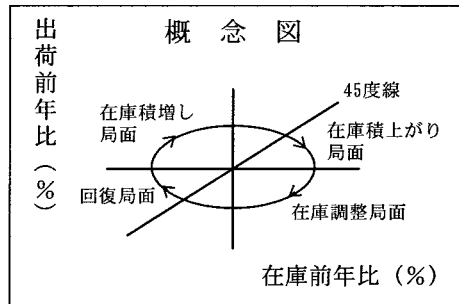 概念図
出荷前年比(%)
45度線
在庫積増し
局面
在庫積上がり
局面
回復局面
在庫調整局面
在庫前年比(%)